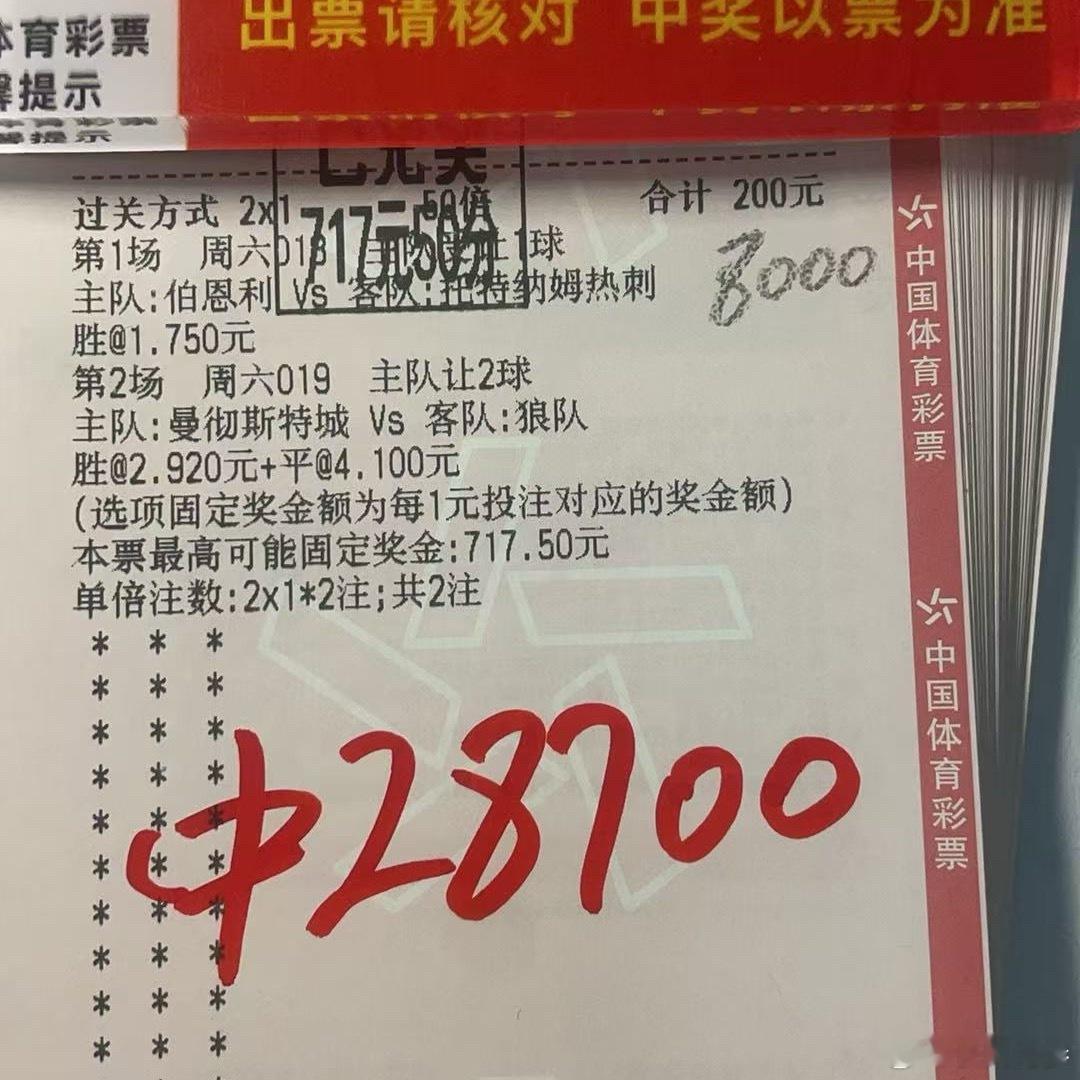 体育彩票
馨提示
出票请核对 中奖以票为准
过关方式 2x1 50倍 合计 200元
已兑奖
717元50分
第1场 周六018 主队受让1球
8000
主队:伯恩利 Vs 客队:托特纳姆热刺
胜@1.750元
第2场 周六019 主队让2球
主队:曼彻斯特城 Vs 客队:狼队
胜@2.920元+平@4.100元
(选项固定奖金额为每1元投注对应的奖金额)
本票最高可能固定奖金:717.50元
单倍注数:2x1*2注;共2注
* * *
* * *
* * *
* * *
* * *
* * *
* * *
* * *
* * *
* * *
中28700
中国体育彩票
中国体育彩票